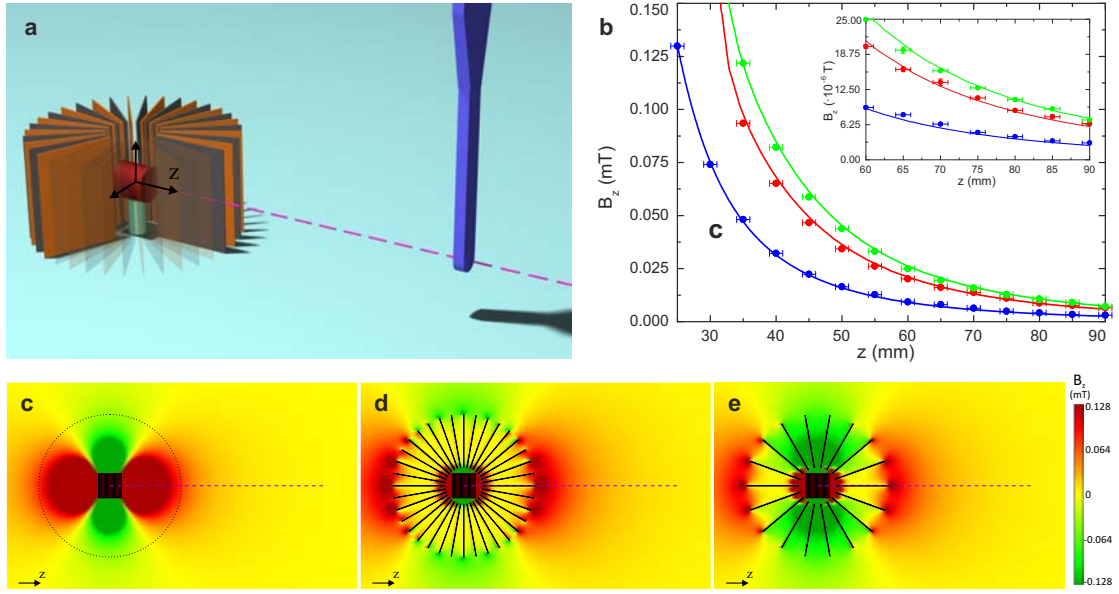 a
z
b
B_z (mT)
0.150
0.125
0.100
0.075
0.050
0.025
0.000
30 40 50 60 70 80 90
z (mm)
c
B_z (·10⁻⁶ T)
25.00
18.75
12.50
6.25
0.00
60 65 70 75 80 85 90
z (mm)
c
z
d
z
e
z
B_z
(mT)
0.128
0.064
0
-0.064
-0.128